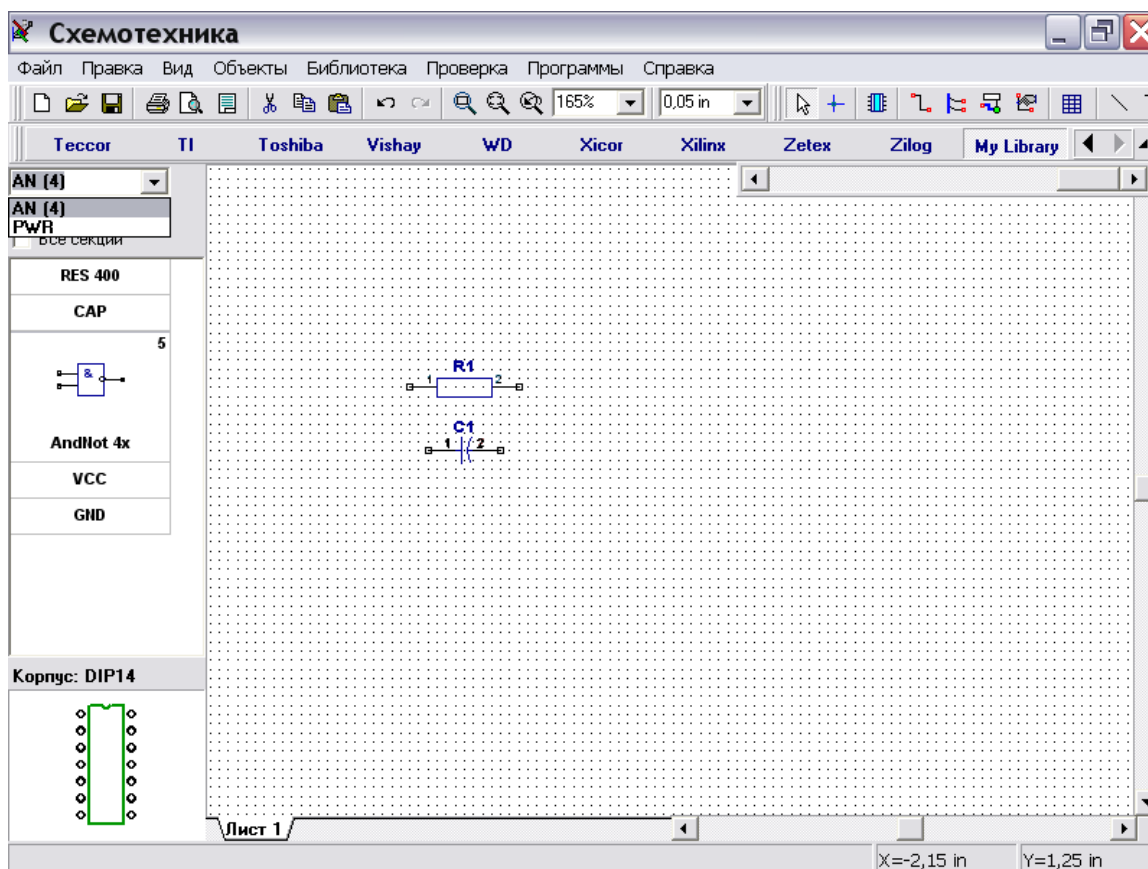 Схемотехника
Файл Правка Вид Объекты Библиотека Проверка Программы Справка
165% 0,05 in
Teccor TI Toshiba Vishay WD Xicor Xilinx Zetex Zilog My Library
AN (4)
AN (4)
PWR
Все секции
RES 400
CAP
5
&
AndNot 4x
VCC
GND
R1
1 2
C1
1 2
Корпус: DIP14
Лист 1
X=-2,15 in Y=1,25 in